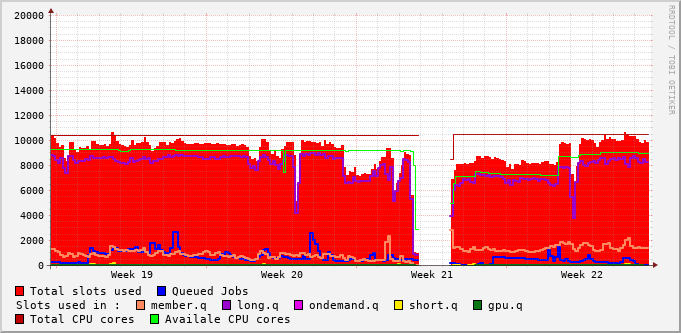 20000
18000
16000
14000
12000
10000
8000
6000
4000
2000
0
Week 19 Week 20 Week 21 Week 22
RRDTOOL / TOBI OETIKER
Total slots used Queued Jobs
Slots used in : member.q long.q ondemand.q short.q gpu.q
Total CPU cores Availale CPU cores